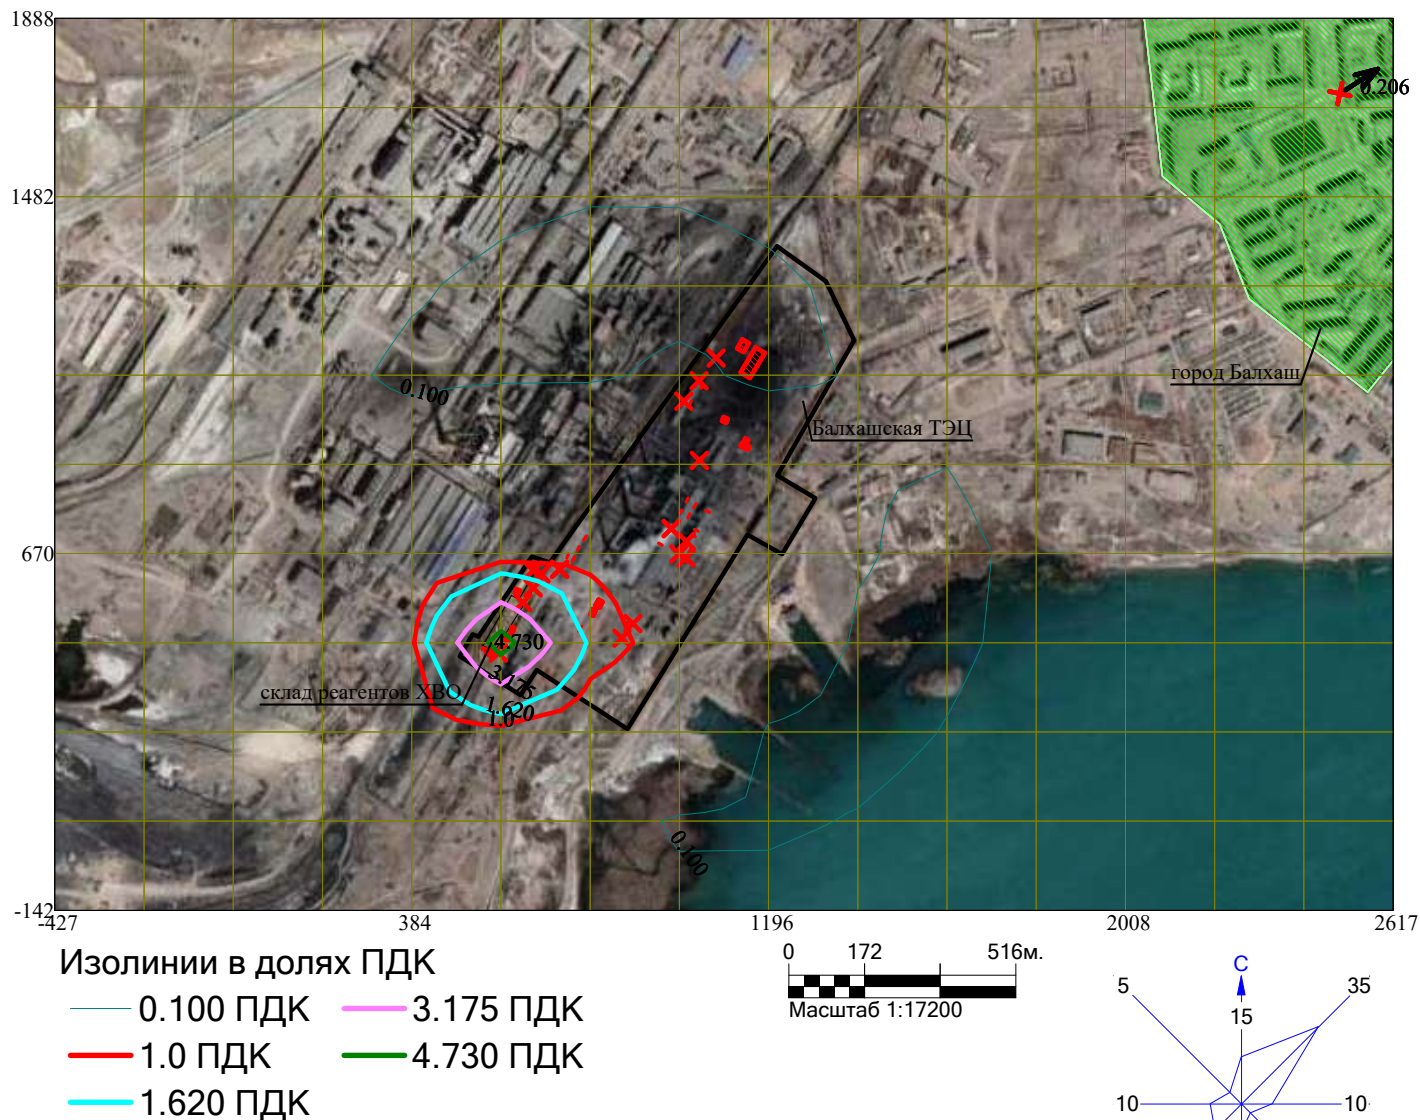 1888
0.206
1482
город Балхаш
0.100
Балхашская ТЭЦ
670
4.730
3.175
склад реагентов ХВО
1.620
1.0
0.100
-142
-427 384 1196 2008 2617
Изолинии в долях ПДК
0.100 ПДК 3.175 ПДК
1.0 ПДК 4.730 ПДК
1.620 ПДК
0 172 516м.
Масштаб 1:17200
С
5 35
15
10 10